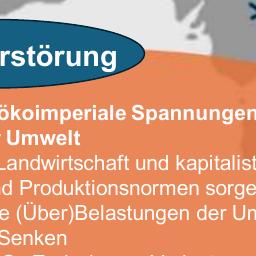 rstörung
ökoimperiale Spannungen
Umwelt
Landwirtschaft und kapitalist
d Produktionsnormen sorge
e (Über)Belastungen der Um
Senken